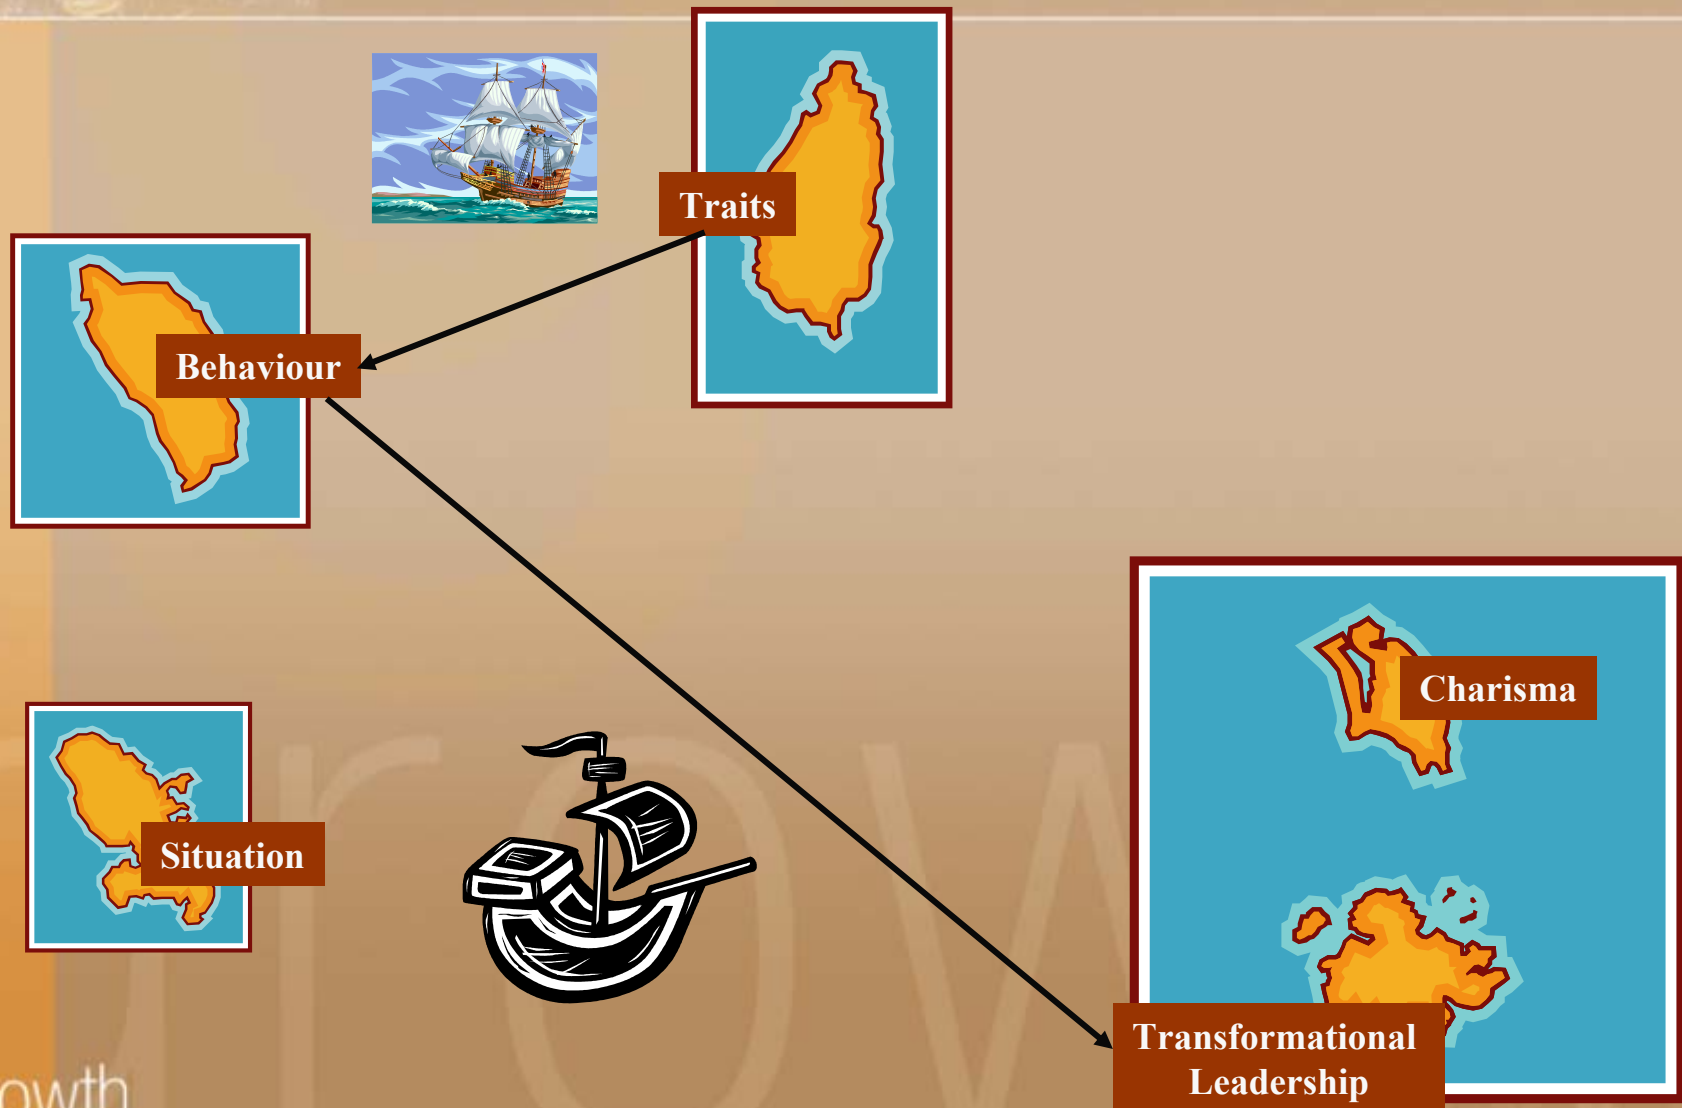 Traits
Behaviour
Charisma
Situation
Transformational
Leadership
owth